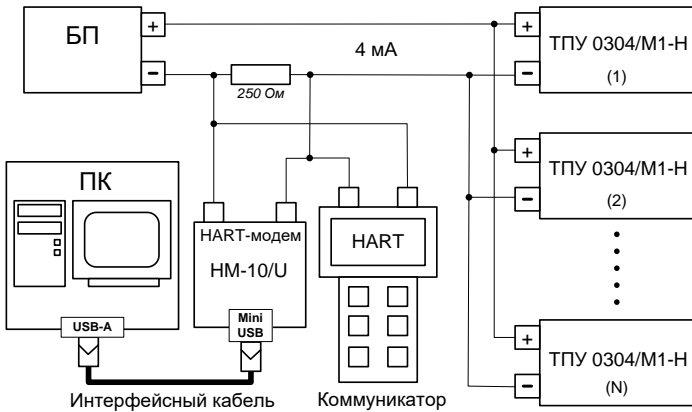 БП
+
−
4 мА
250 Ом
+
ТПУ 0304/М1-Н
−
(1)
+
ТПУ 0304/М1-Н
−
(2)
ПК
HART-модем
НМ-10/U
HART
USB-A
Mini
USB
+
ТПУ 0304/М1-Н
−
(N)
Интерфейсный кабель
Коммуникатор